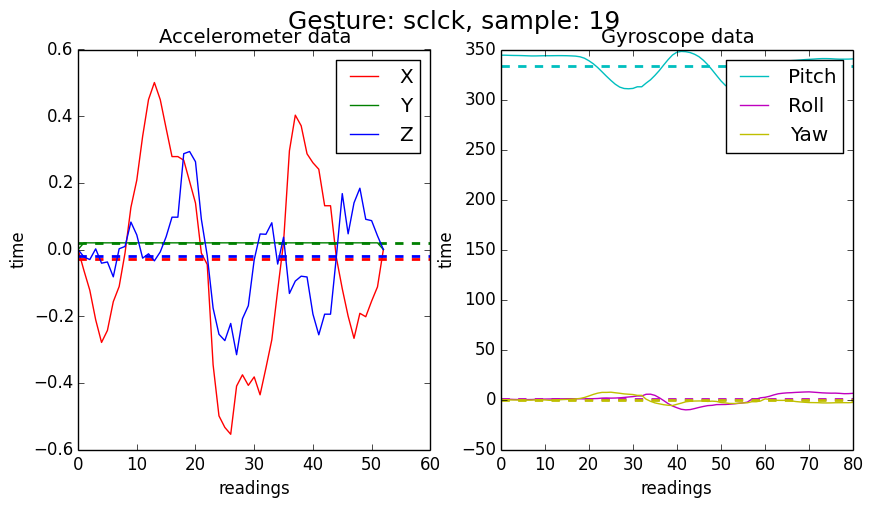 Gesture: sclck, sample: 19
Accelerometer data
Gyroscope data
0.6
0.4
0.2
0.0
−0.2
−0.4
−0.6
time
0 10 20 30 40 50 60
readings
X
Y
Z
350
300
250
200
150
100
50
0
−50
time
0 10 20 30 40 50 60 70 80
readings
Pitch
Roll
Yaw